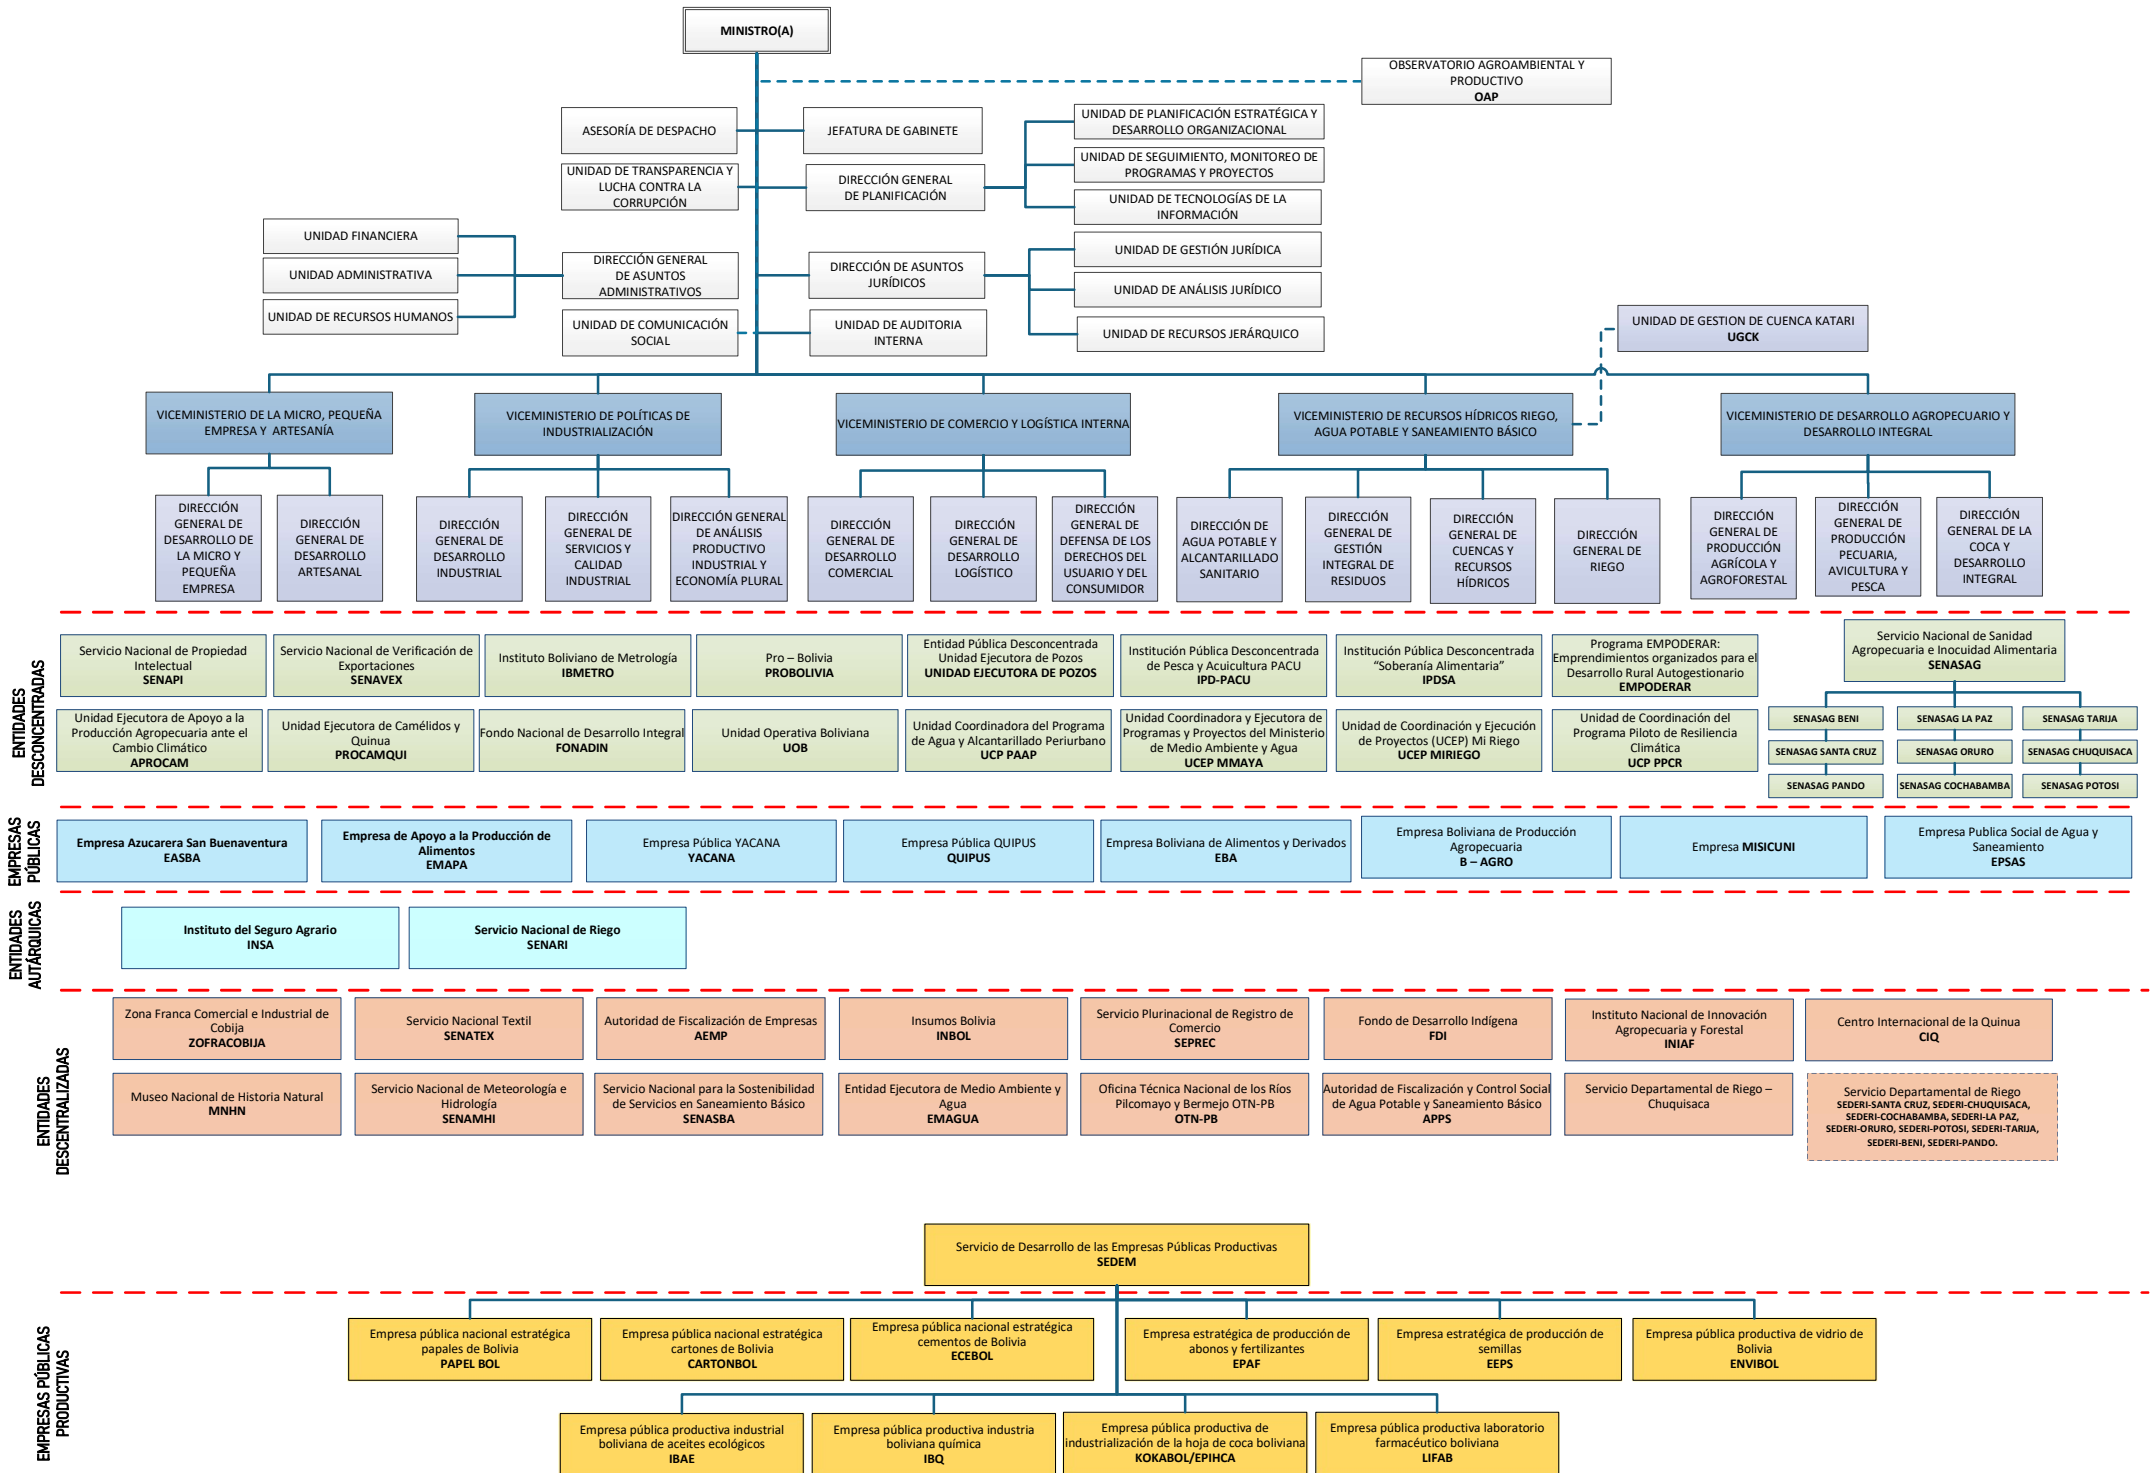 MINISTRO(A)
OBSERVATORIO AGROAMBIENTAL Y
PRODUCTIVO
OAP
ASESORÍA DE DESPACHO
JEFATURA DE GABINETE
UNIDAD DE PLANIFICACIÓN ESTRATÉGICA Y
DESARROLLO ORGANIZACIONAL
UNIDAD DE TRANSPARENCIA Y
LUCHA CONTRA LA
CORRUPCIÓN
DIRECCIÓN GENERAL
DE PLANIFICACIÓN
UNIDAD DE SEGUIMIENTO, MONITOREO DE
PROGRAMAS Y PROYECTOS
UNIDAD DE TECNOLOGÍAS DE LA
INFORMACIÓN
UNIDAD FINANCIERA
UNIDAD ADMINISTRATIVA
UNIDAD DE RECURSOS HUMANOS
DIRECCIÓN GENERAL
DE ASUNTOS
ADMINISTRATIVOS
DIRECCIÓN DE ASUNTOS
JURÍDICOS
UNIDAD DE GESTIÓN JURÍDICA
UNIDAD DE ANÁLISIS JURÍDICO
UNIDAD DE RECURSOS JERÁRQUICO
UNIDAD DE COMUNICACIÓN
SOCIAL
UNIDAD DE AUDITORIA
INTERNA
UNIDAD DE GESTION DE CUENCA KATARI
UGCK
VICEMINISTERIO DE LA MICRO, PEQUEÑA
EMPRESA Y ARTESANÍA
VICEMINISTERIO DE POLÍTICAS DE
INDUSTRIALIZACIÓN
VICEMINISTERIO DE COMERCIO Y LOGÍSTICA INTERNA
VICEMINISTERIO DE RECURSOS HÍDRICOS RIEGO,
AGUA POTABLE Y SANEAMIENTO BÁSICO
VICEMINISTERIO DE DESARROLLO AGROPECUARIO Y
DESARROLLO INTEGRAL
DIRECCIÓN
GENERAL DE
DESARROLLO DE
LA MICRO Y
PEQUEÑA
EMPRESA
DIRECCIÓN
GENERAL DE
DESARROLLO
ARTESANAL
DIRECCIÓN
GENERAL DE
DESARROLLO
INDUSTRIAL
DIRECCIÓN
GENERAL DE
SERVICIOS Y
CALIDAD
INDUSTRIAL
DIRECCIÓN GENERAL
DE ANÁLISIS
PRODUCTIVO
INDUSTRIAL Y
ECONOMÍA PLURAL
DIRECCIÓN
GENERAL DE
DESARROLLO
COMERCIAL
DIRECCIÓN
GENERAL DE
DESARROLLO
LOGÍSTICO
DIRECCIÓN
GENERAL DE
DEFENSA DE LOS
DERECHOS DEL
USUARIO Y DEL
CONSUMIDOR
DIRECCIÓN DE
AGUA POTABLE Y
ALCANTARILLADO
SANITARIO
DIRECCIÓN
GENERAL DE
GESTIÓN
INTEGRAL DE
RESIDUOS
DIRECCIÓN
GENERAL DE
CUENCAS Y
RECURSOS
HÍDRICOS
DIRECCIÓN
GENERAL DE
RIEGO
DIRECCIÓN
GENERAL DE
PRODUCCIÓN
AGRÍCOLA Y
AGROFORESTAL
DIRECCIÓN
GENERAL DE
PRODUCCIÓN
PECUARIA,
AVICULTURA Y
PESCA
DIRECCIÓN
GENERAL DE LA
COCA Y
DESARROLLO
INTEGRAL
ENTIDADES
DESCONCENTRADAS
Servicio Nacional de Propiedad
Intelectual
SENAPI
Servicio Nacional de Verificación de
Exportaciones
SENAVEX
Instituto Boliviano de Metrología
IBMETRO
Pro – Bolivia
PROBOLIVIA
Entidad Pública Desconcentrada
Unidad Ejecutora de Pozos
UNIDAD EJECUTORA DE POZOS
Institución Pública Desconcentrada
de Pesca y Acuicultura PACU
IPD-PACU
Institución Pública Desconcentrada
“Soberanía Alimentaria”
IPDSA
Programa EMPODERAR:
Emprendimientos organizados para el
Desarrollo Rural Autogestionario
EMPODERAR
Servicio Nacional de Sanidad
Agropecuaria e Inocuidad Alimentaria
SENASAG
Unidad Ejecutora de Apoyo a la
Producción Agropecuaria ante el
Cambio Climático
APROCAM
Unidad Ejecutora de Camélidos y
Quinua
PROCAMQUI
Fondo Nacional de Desarrollo Integral
FONADIN
Unidad Operativa Boliviana
UOB
Unidad Coordinadora del Programa
de Agua y Alcantarillado Periurbano
UCP PAAP
Unidad Coordinadora y Ejecutora de
Programas y Proyectos del Ministerio
de Medio Ambiente y Agua
UCEP MMAYA
Unidad de Coordinación y Ejecución
de Proyectos (UCEP) Mi Riego
UCEP MIRIEGO
Unidad de Coordinación del
Programa Piloto de Resiliencia
Climática
UCP PPCR
SENASAG BENI
SENASAG LA PAZ
SENASAG TARIJA
SENASAG SANTA CRUZ
SENASAG ORURO
SENASAG CHUQUISACA
SENASAG PANDO
SENASAG COCHABAMBA
SENASAG POTOSI
EMPRESAS
PÚBLICAS
Empresa Azucarera San Buenaventura
EASBA
Empresa de Apoyo a la Producción de
Alimentos
EMAPA
Empresa Pública YACANA
YACANA
Empresa Pública QUIPUS
QUIPUS
Empresa Boliviana de Alimentos y Derivados
EBA
Empresa Boliviana de Producción
Agropecuaria
B – AGRO
Empresa MISICUNI
Empresa Publica Social de Agua y
Saneamiento
EPSAS
ENTIDADES
AUTÁRQUICAS
Instituto del Seguro Agrario
INSA
Servicio Nacional de Riego
SENARI
ENTIDADES
DESCENTRALIZADAS
Zona Franca Comercial e Industrial de
Cobija
ZOFRACOBIJA
Servicio Nacional Textil
SENATEX
Autoridad de Fiscalización de Empresas
AEMP
Insumos Bolivia
INBOL
Servicio Plurinacional de Registro de
Comercio
SEPREC
Fondo de Desarrollo Indígena
FDI
Instituto Nacional de Innovación
Agropecuaria y Forestal
INIAF
Centro Internacional de la Quinua
CIQ
Museo Nacional de Historia Natural
MNHN
Servicio Nacional de Meteorología e
Hidrología
SENAMHI
Servicio Nacional para la Sostenibilidad
de Servicios en Saneamiento Básico
SENASBA
Entidad Ejecutora de Medio Ambiente y
Agua
EMAGUA
Oficina Técnica Nacional de los Ríos
Pilcomayo y Bermejo OTN-PB
OTN-PB
Autoridad de Fiscalización y Control Social
de Agua Potable y Saneamiento Básico
APPS
Servicio Departamental de Riego –
Chuquisaca
Servicio Departamental de Riego
SEDERI-SANTA CRUZ, SEDERI-CHUQUISACA,
SEDERI-COCHABAMBA, SEDERI-LA PAZ,
SEDERI-ORURO, SEDERI-POTOSI, SEDERI-TARIJA,
SEDERI-BENI, SEDERI-PANDO.
Servicio de Desarrollo de las Empresas Públicas Productivas
SEDEM
EMPRESAS PÚBLICAS
PRODUCTIVAS
Empresa pública nacional estratégica
papales de Bolivia
PAPEL BOL
Empresa pública nacional estratégica
cartones de Bolivia
CARTONBOL
Empresa pública nacional estratégica
cementos de Bolivia
ECEBOL
Empresa estratégica de producción de
abonos y fertilizantes
EPAF
Empresa estratégica de producción de
semillas
EEPS
Empresa pública productiva de vidrio de
Bolivia
ENVIBOL
Empresa pública productiva industrial
boliviana de aceites ecológicos
IBAE
Empresa pública productiva industria
boliviana química
IBQ
Empresa pública productiva de
industrialización de la hoja de coca boliviana
KOKABOL/EPIHCA
Empresa pública productiva laboratorio
farmacéutico boliviana
LIFAB